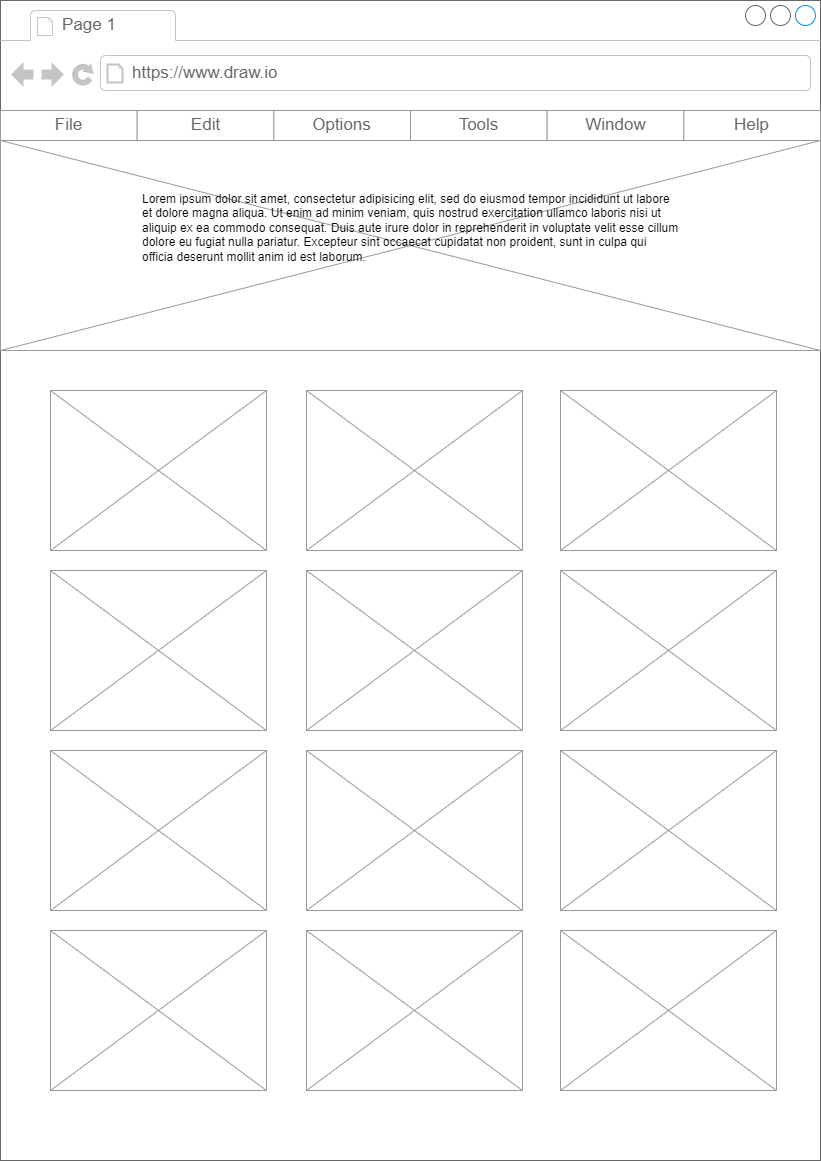 Page 1
https://www.draw.io
File Edit Options Tools Window Help
Lorem ipsum dolor sit amet, consectetur adipisicing elit, sed do eiusmod tempor incididunt ut labore
et dolore magna aliqua. Ut enim ad minim veniam, quis nostrud exercitation ullamco laboris nisi ut
aliquip ex ea commodo consequat. Duis aute irure dolor in reprehenderit in voluptate velit esse cillum
dolore eu fugiat nulla pariatur. Excepteur sint occaecat cupidatat non proident, sunt in culpa qui
officia deserunt mollit anim id est laborum.